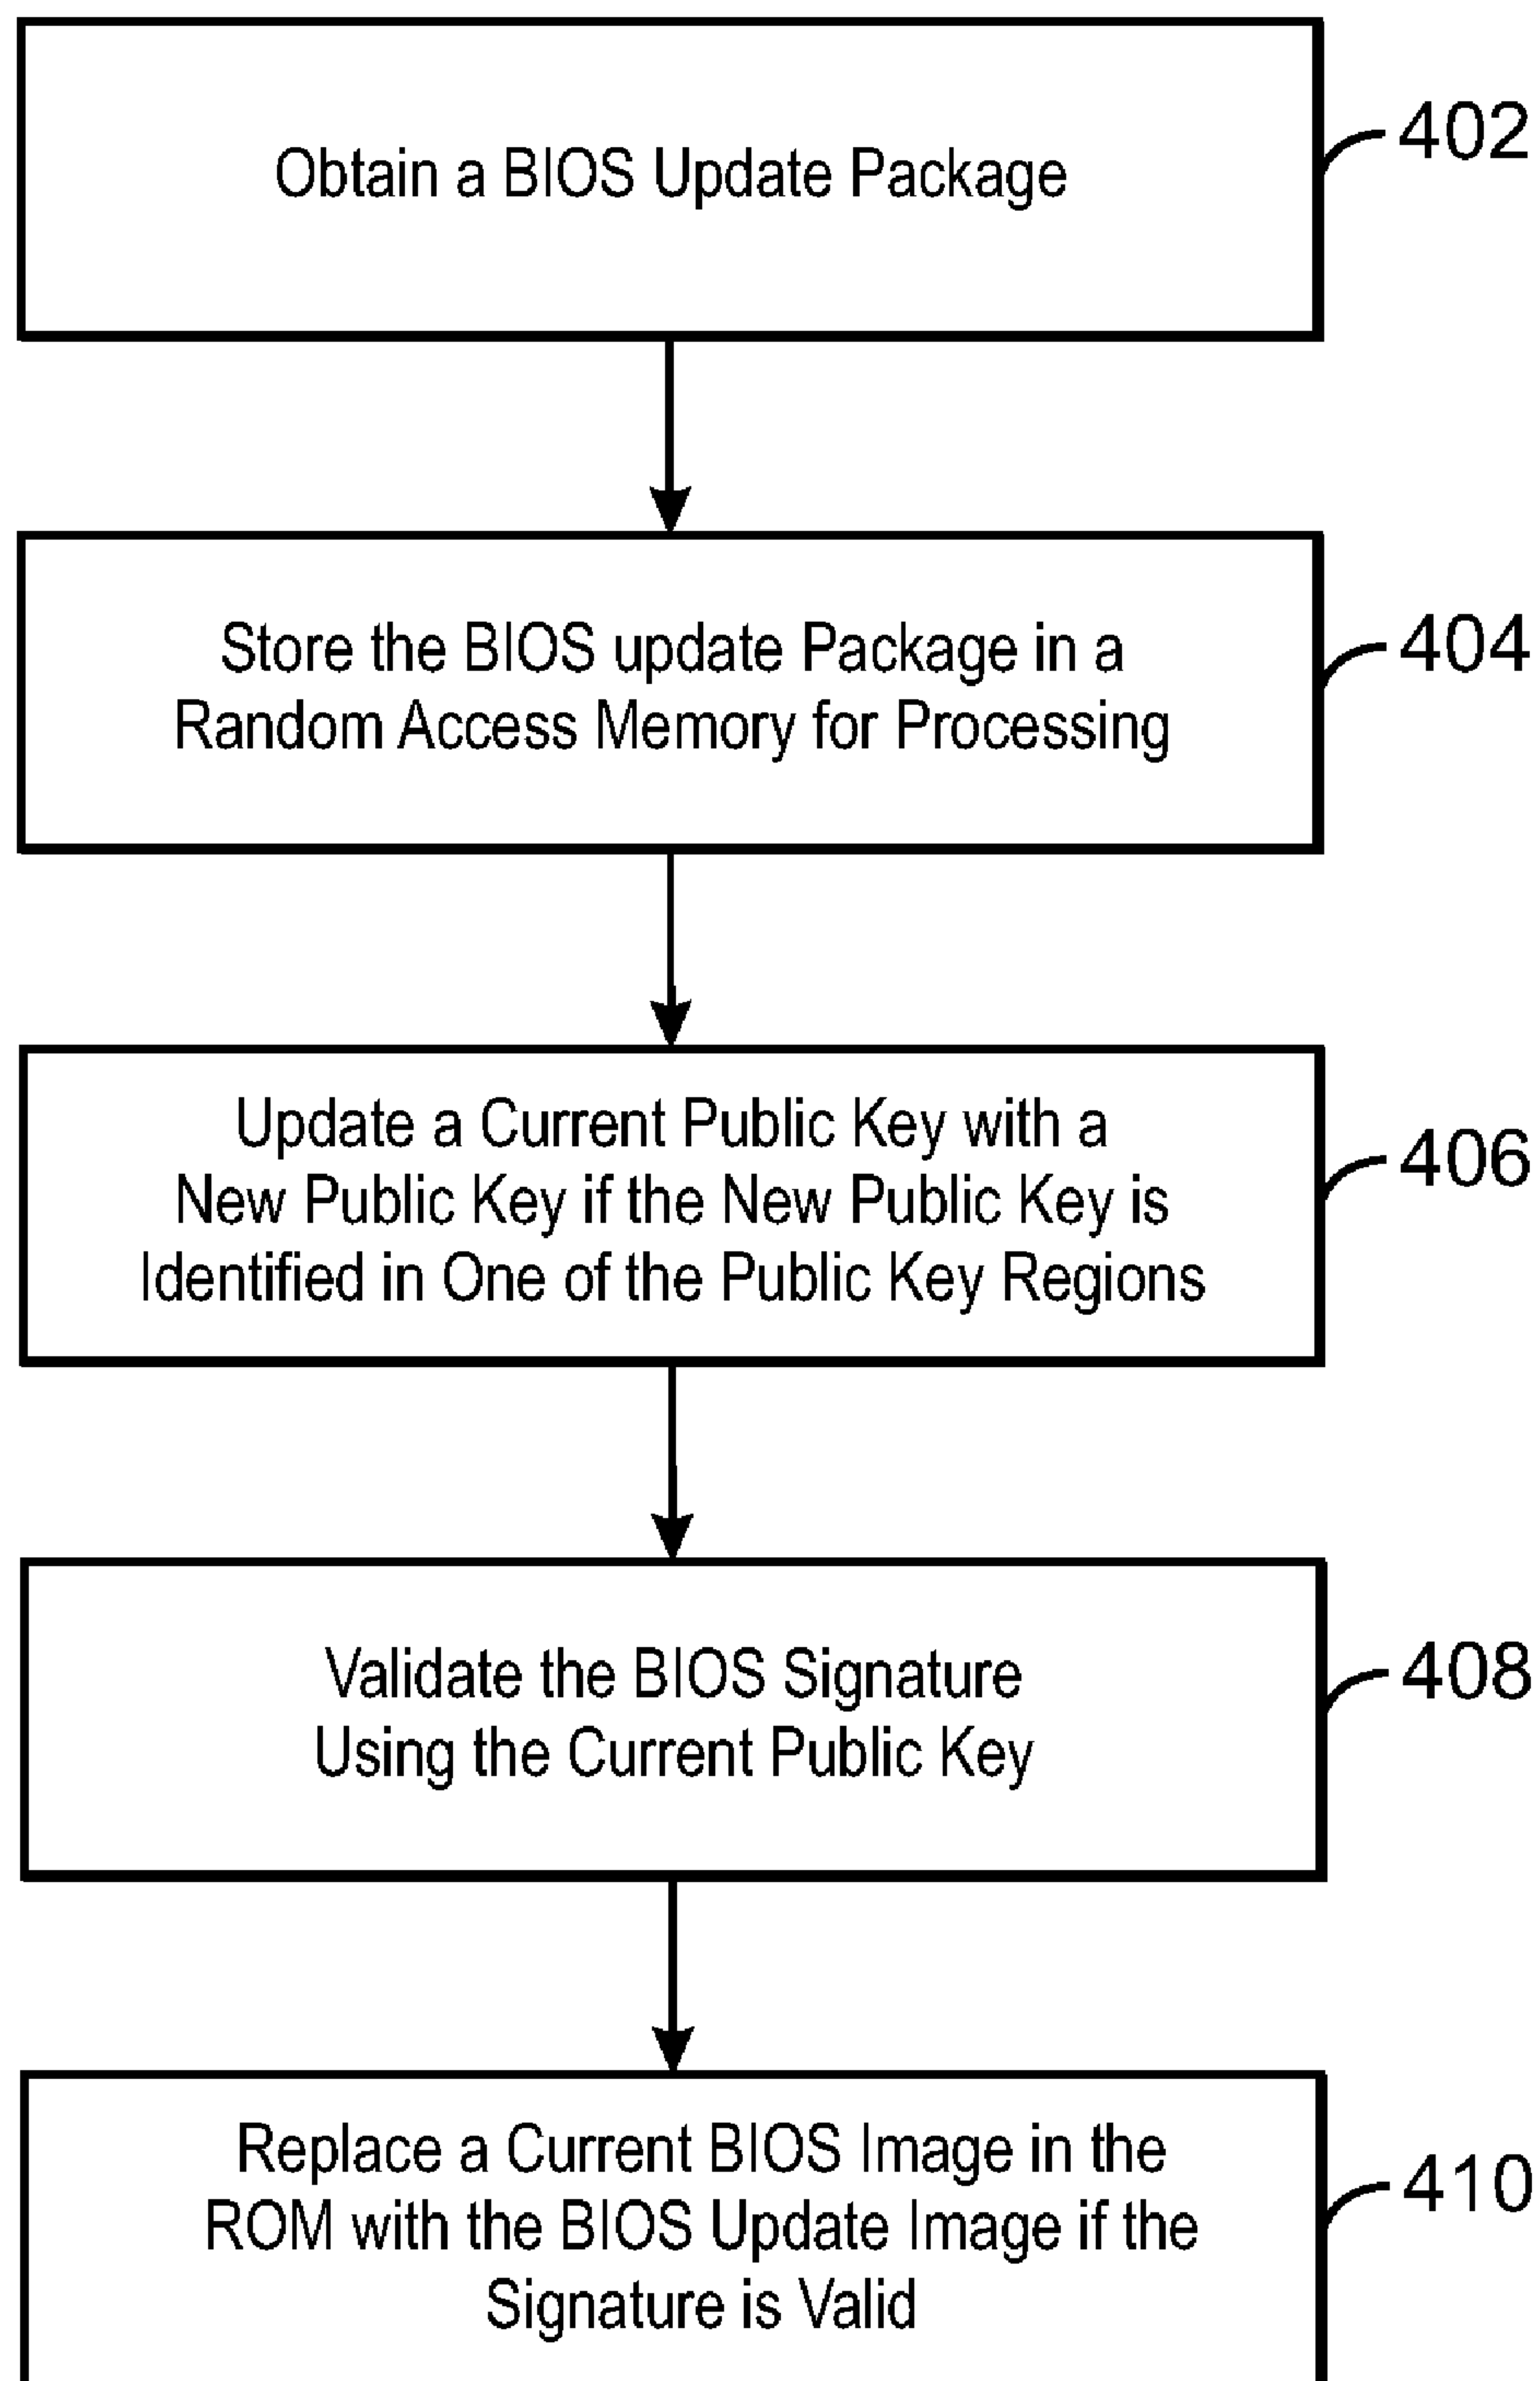 Obtain a BIOS Update Package
402
Store the BIOS update Package in a
Random Access Memory for Processing
404
Update a Current Public Key with a
New Public Key if the New Public Key is
Identified in One of the Public Key Regions
406
Validate the BIOS Signature
Using the Current Public Key
408
Replace a Current BIOS Image in the
ROM with the BIOS Update Image if the
Signature is Valid
410